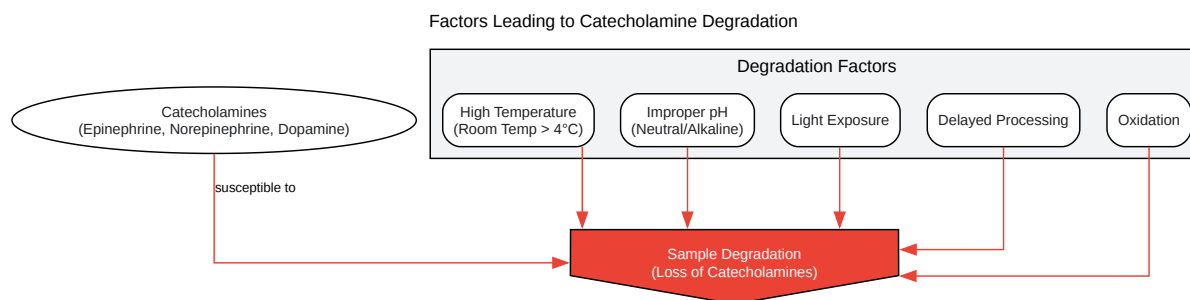 Factors Leading to Catecholamine Degradation
Degradation Factors
Catecholamines
(Epinephrine, Norepinephrine, Dopamine)
High Temperature
(Room Temp > 4°C)
Improper pH
(Neutral/Alkaline)
Light Exposure
Delayed Processing
Oxidation
susceptible to
Sample Degradation
(Loss of Catecholamines)